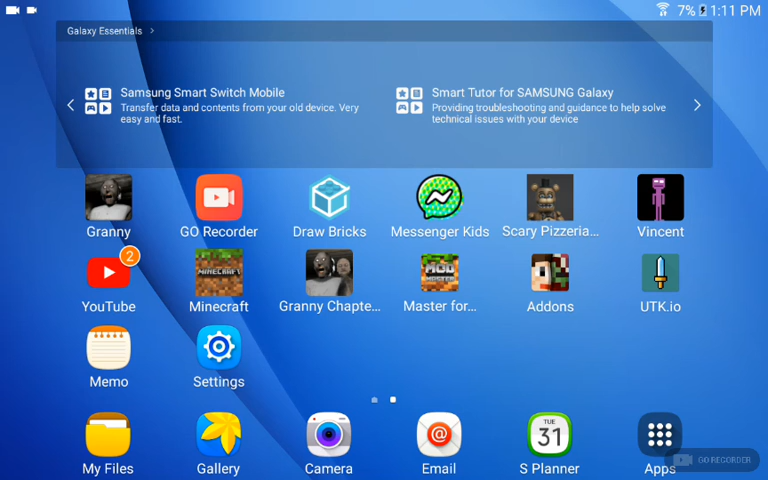 7% 1:11 PM
Galaxy Essentials >
Samsung Smart Switch Mobile
Transfer data and contents from your old device. Very
easy and fast.
Smart Tutor for SAMSUNG Galaxy
Providing troubleshooting and guidance to help solve
technical issues with your device
Granny
GO Recorder
Draw Bricks
Messenger Kids
Scary Pizzeria...
Vincent
2
MINECRAFT
MOD
MASTER
YouTube
Minecraft
Granny Chapte...
Master for...
Addons
UTK.io
Memo
Settings
TUE
31
My Files
Gallery
Camera
@
Email
S Planner
Apps
GO RECORDER